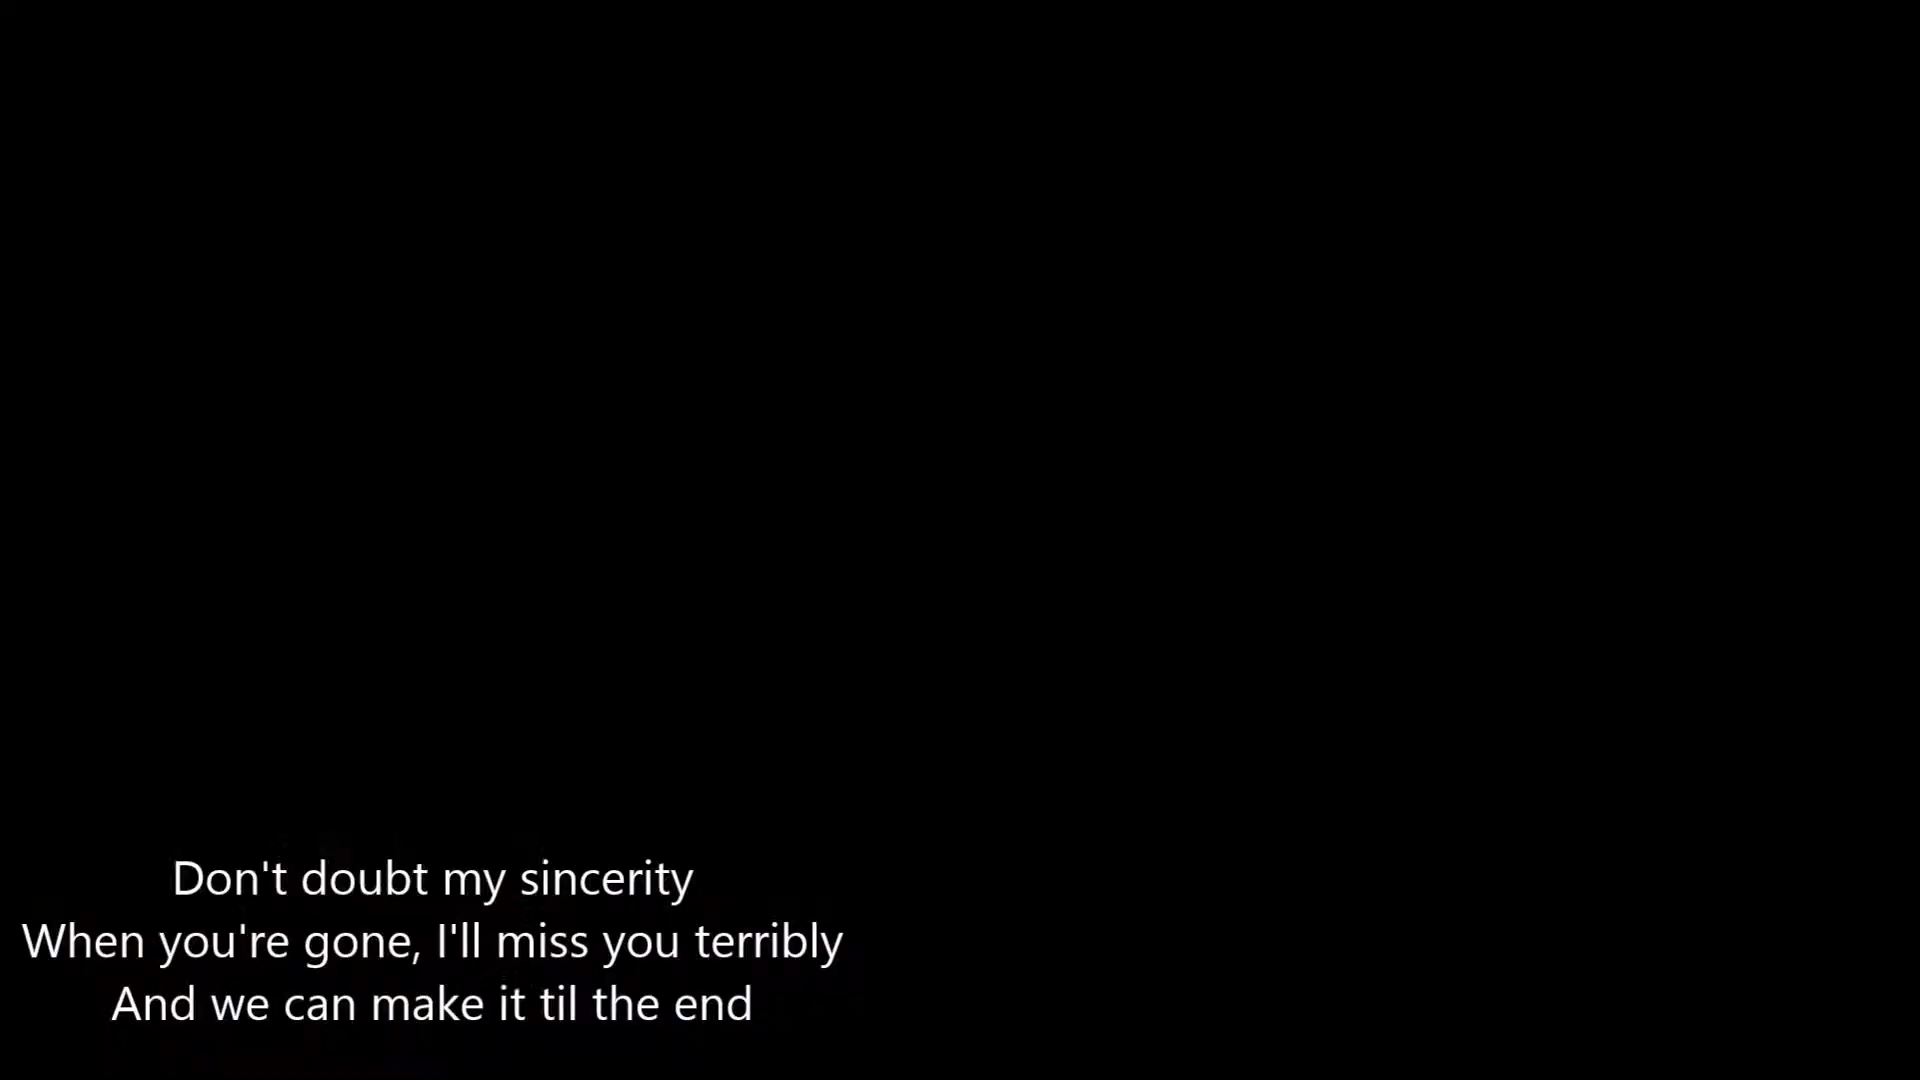 Don't doubt my sincerity
When you're gone, I'll miss you terribly
And we can make it til the end